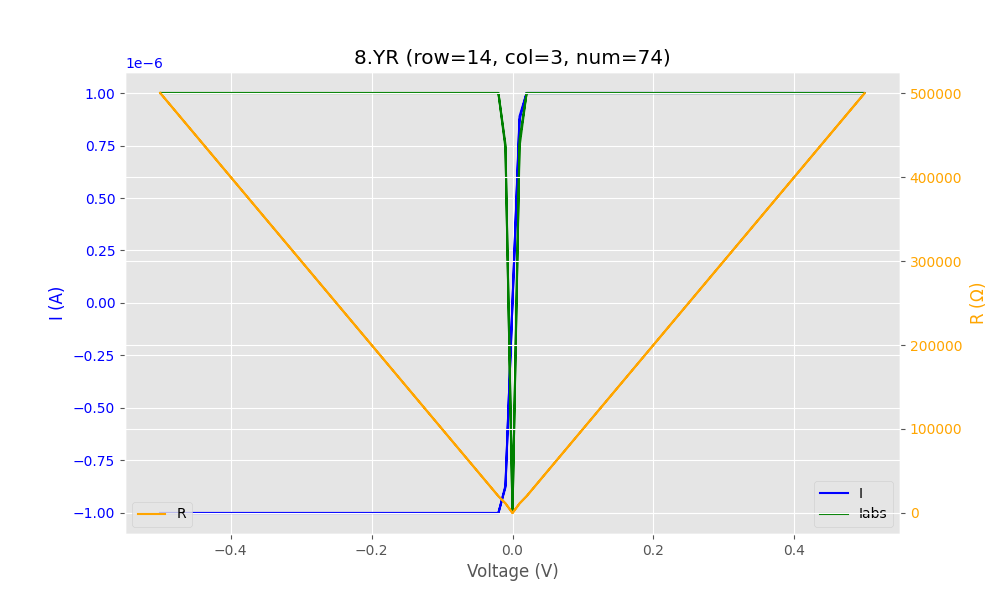 8.YR (row=14, col=3, num=74)
1e−6
1.00
0.75
0.50
0.25
0.00
−0.25
−0.50
−0.75
−1.00
I (A)
500000
400000
300000
200000
100000
0
R (Ω)
R
I
Iabs
−0.4
−0.2
0.0
0.2
0.4
Voltage (V)